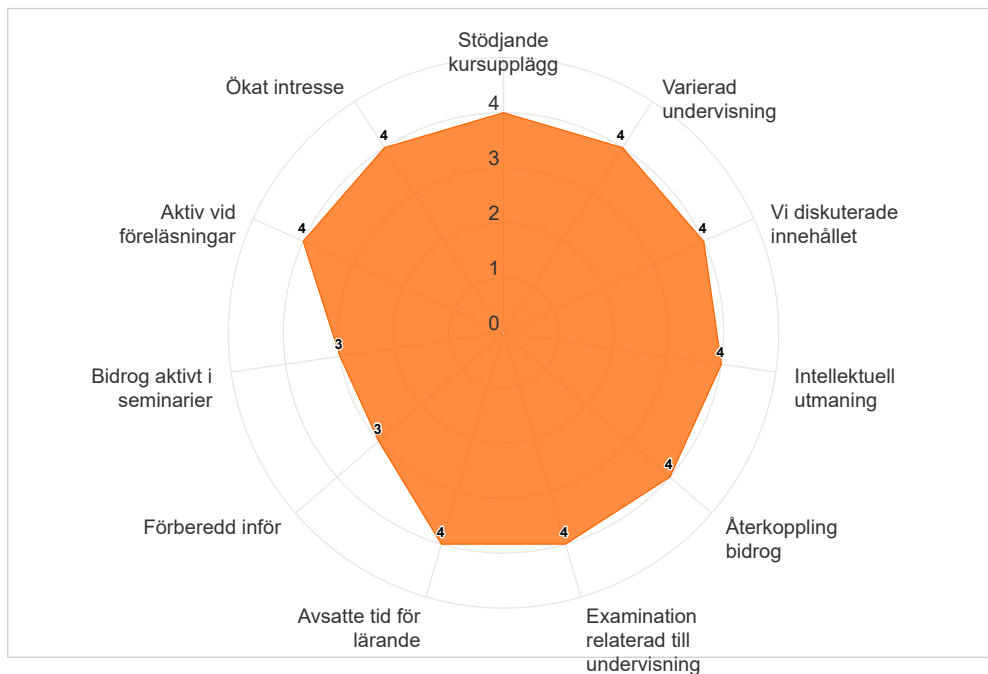 Stödjande
kursupplägg
Ökat intresse
Varierad
undervisning
4
4
4
3
Aktiv vid
föreläsningar
4
Vi diskuterade
innehållet
4
2
1
0
Bidrog aktivt i
seminarier
3
Intellektuell
utmaning
4
Förberedd inför
3
Återkoppling
bidrog
4
Avsatte tid för
lärande
4
Examination
relaterad till
undervisning
4